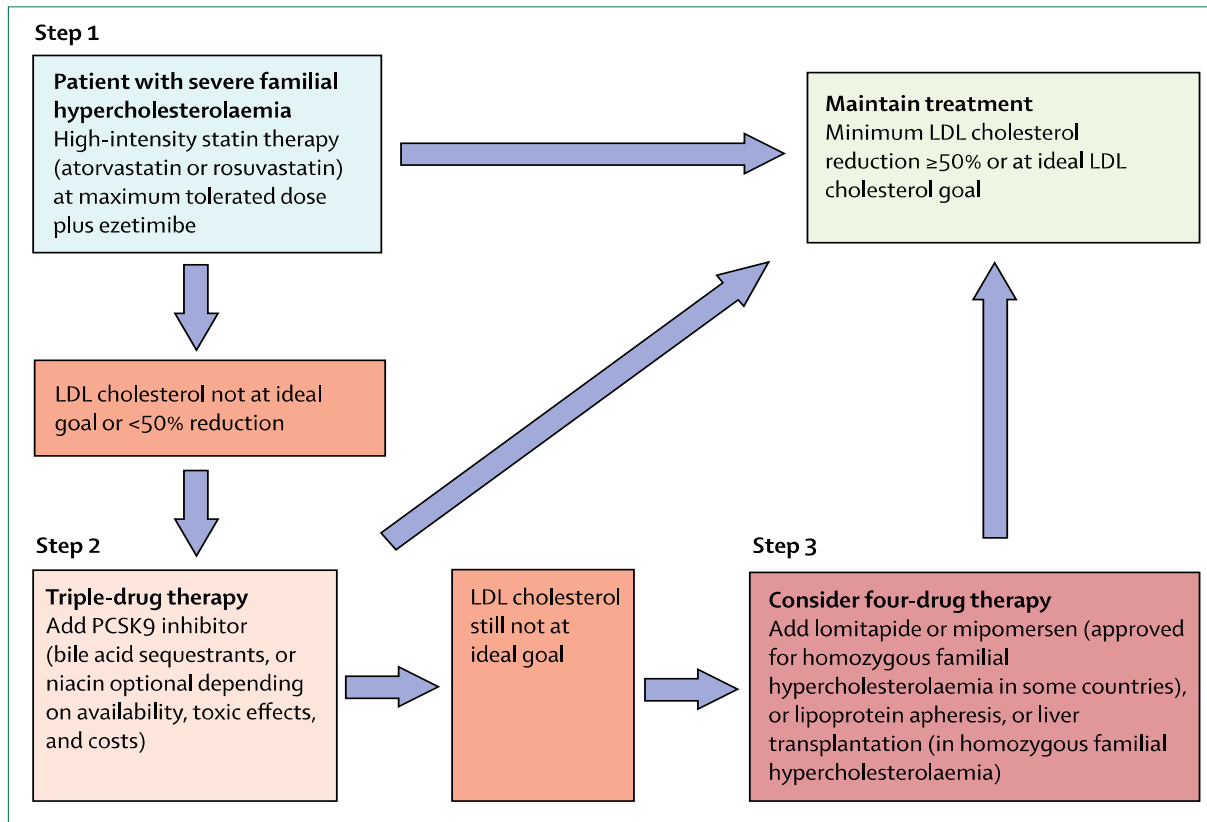 Step 1
Patient with severe familial
hypercholesterolaemia
High-intensity statin therapy
(atorvastatin or rosuvastatin)
at maximum tolerated dose
plus ezetimibe
Maintain treatment
Minimum LDL cholesterol
reduction ≥50% or at ideal LDL
cholesterol goal
LDL cholesterol not at ideal
goal or <50% reduction
Step 2
Triple-drug therapy
Add PCSK9 inhibitor
(bile acid sequestrants, or
niacin optional depending
on availability, toxic effects,
and costs)
LDL cholesterol
still not at
ideal goal
Step 3
Consider four-drug therapy
Add lomitapide or mipomersen (approved
for homozygous familial
hypercholesterolaemia in some countries),
or lipoprotein apheresis, or liver
transplantation (in homozygous familial
hypercholesterolaemia)